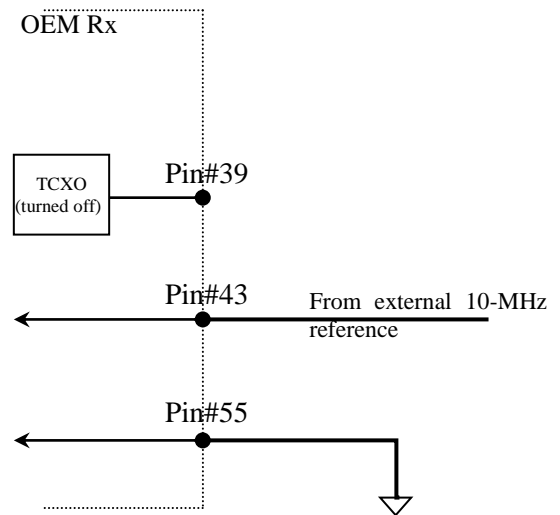 OEM Rx
Pin#39
TCXO
(turned off)
Pin#43
From external 10-MHz
reference
Pin#55